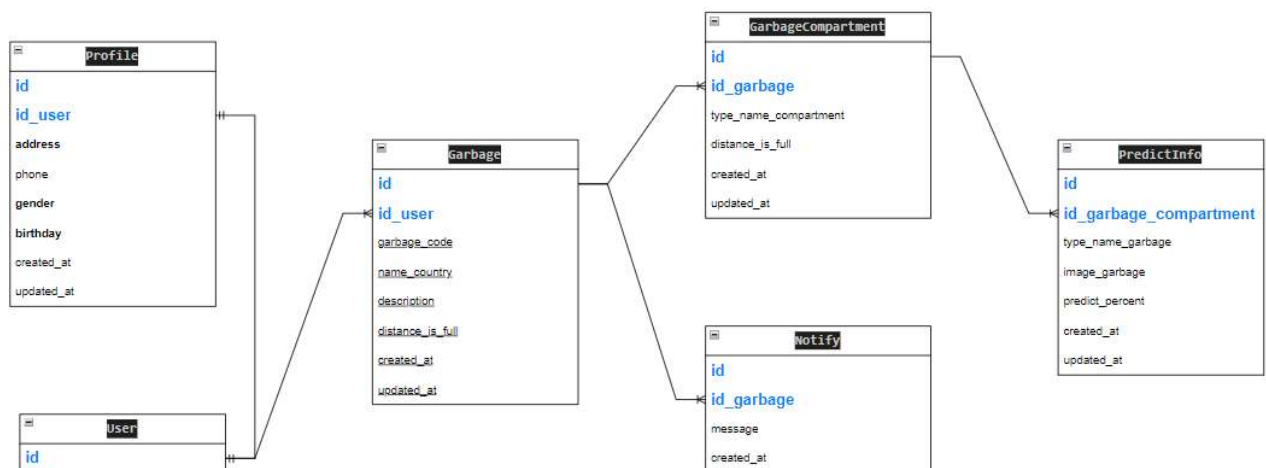 Profile
id
id_user
address
phone
gender
birthday
created_at
updated_at
User
id
Garbage
id
id_user
garbage_code
name_country
description
distance_is_full
created_at
updated_at
GarbageCompartment
id
id_garbage
type_name_compartment
distance_is_full
created_at
updated_at
Notify
id
id_garbage
message
created_at
PredictInfo
id
id_garbage_compartment
type_name_garbage
image_garbage
predict_percent
created_at
updated_at